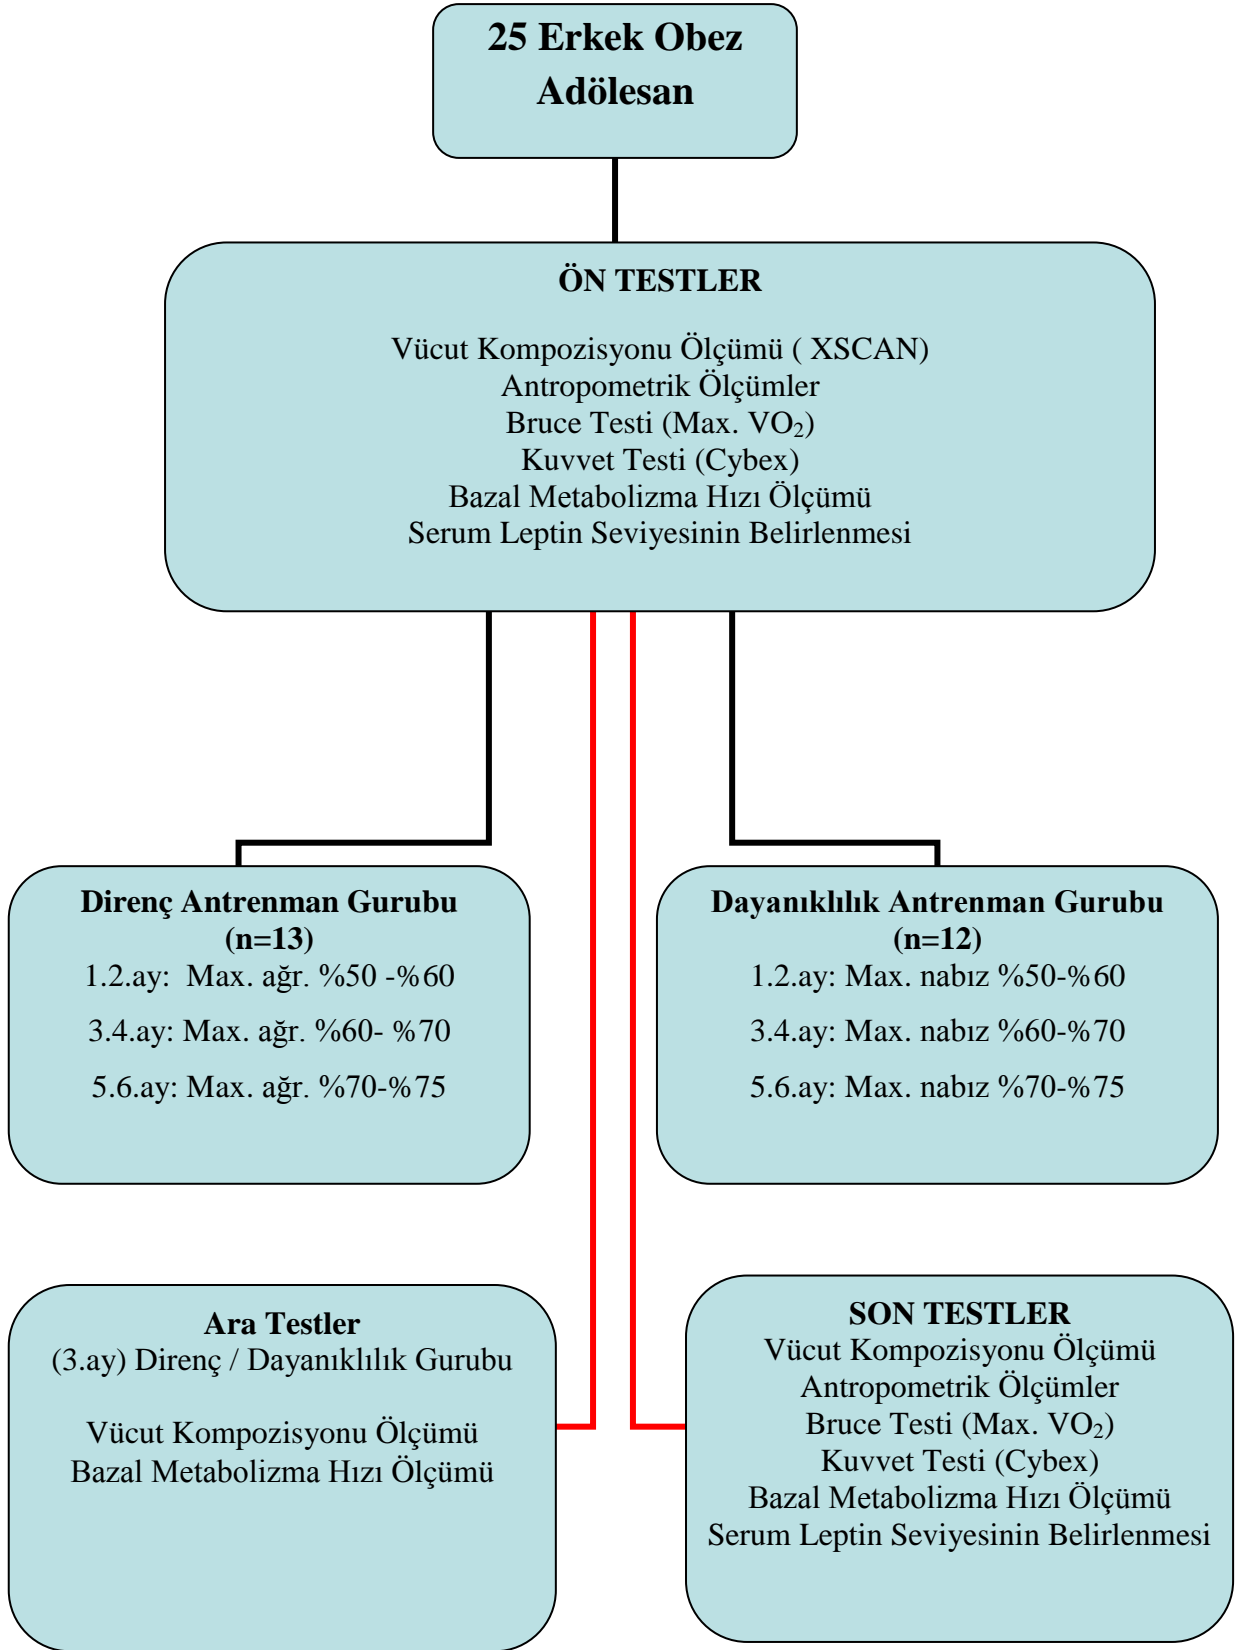 25 Erkek Obez
Adölesan
ÖN TESTLER
Vücut Kompozisyonu Ölçümü ( XSCAN)
Antropometrik Ölçümler
Bruce Testi (Max. VO₂)
Kuvvet Testi (Cybex)
Bazal Metabolizma Hızı Ölçümü
Serum Leptin Seviyesinin Belirlenmesi
Direnç Antrenman Gurubu
(n=13)
1.2.ay: Max. ağr. %50 -%60
3.4.ay: Max. ağr. %60- %70
5.6.ay: Max. ağr. %70-%75
Dayanıklılık Antrenman Gurubu
(n=12)
1.2.ay: Max. nabız %50-%60
3.4.ay: Max. nabız %60-%70
5.6.ay: Max. nabız %70-%75
Ara Testler
(3.ay) Direnç / Dayanıklılık Gurubu
Vücut Kompozisyonu Ölçümü
Bazal Metabolizma Hızı Ölçümü
SON TESTLER
Vücut Kompozisyonu Ölçümü
Antropometrik Ölçümler
Bruce Testi (Max. VO₂)
Kuvvet Testi (Cybex)
Bazal Metabolizma Hızı Ölçümü
Serum Leptin Seviyesinin Belirlenmesi